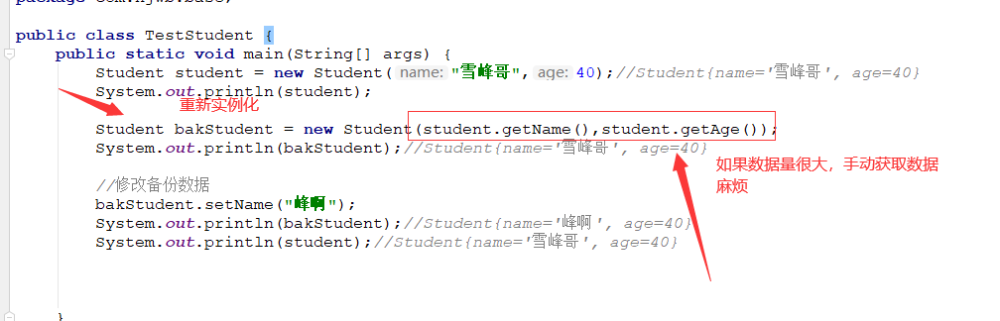 package com.njwb.base;
public class TestStudent {
public static void main(String[] args) {
Student student = new Student( name: "雪峰哥", age: 40);//Student{name='雪峰哥', age=40}
System.out.println(student);
重新实例化
Student bakStudent = new Student(student.getName(),student.getAge());
System.out.println(bakStudent);//Student{name='雪峰哥', age=40}
如果数据量很大，手动获取数据
麻烦
//修改备份数据
bakStudent.setName("峰啊");
System.out.println(bakStudent);//Student{name='峰啊', age=40}
System.out.println(student);//Student{name='雪峰哥', age=40}
}